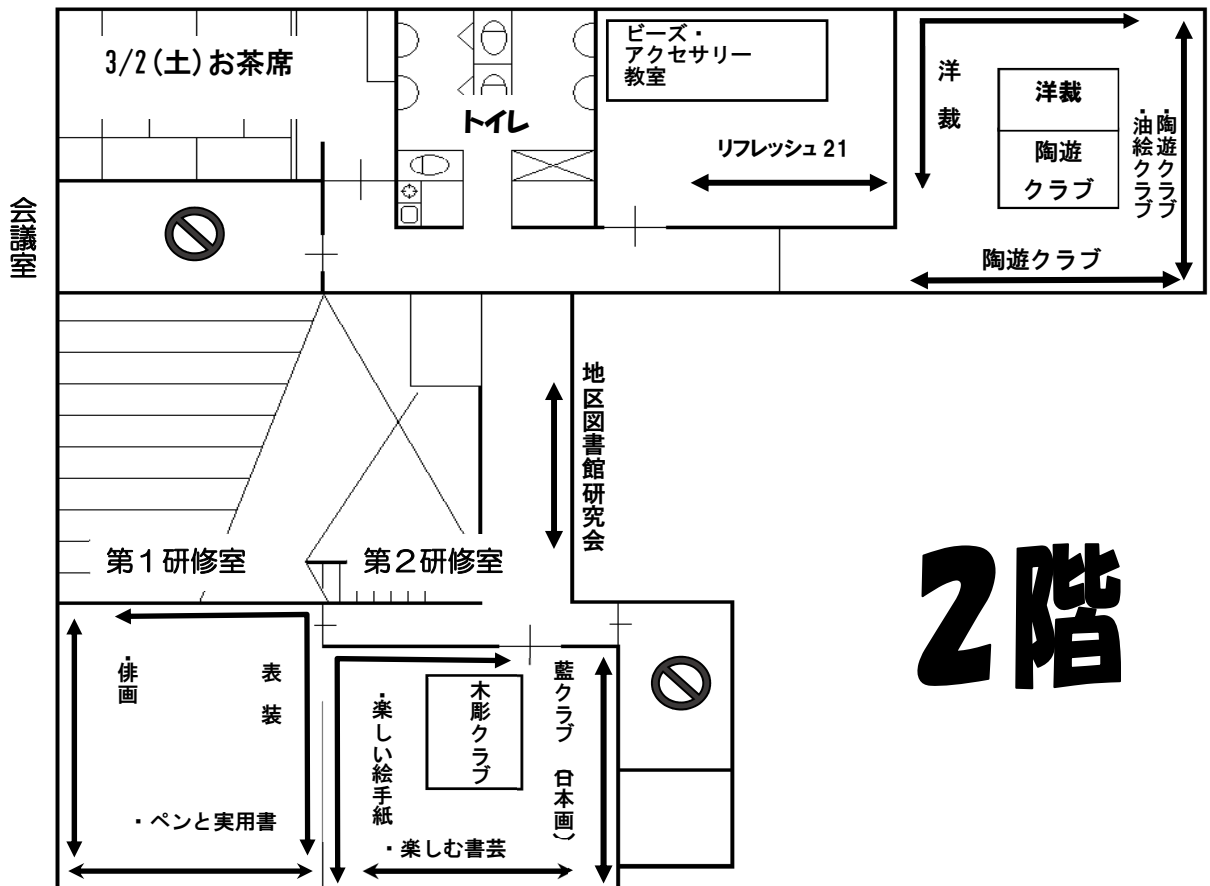 3/2(土)お茶席
トイレ
ビーズ・
アクセサリー
教室
リフレッシュ21
洋裁
洋裁
陶遊
クラブ
・陶遊クラブ
・油絵クラブ
陶遊クラブ
会議室
地区図書館研究会
第1研修室
第2研修室
2階
・俳画
表装
・ペンと実用書
・楽しい絵手紙
木彫クラブ
藍クラブ (日本画)
・楽しむ書芸